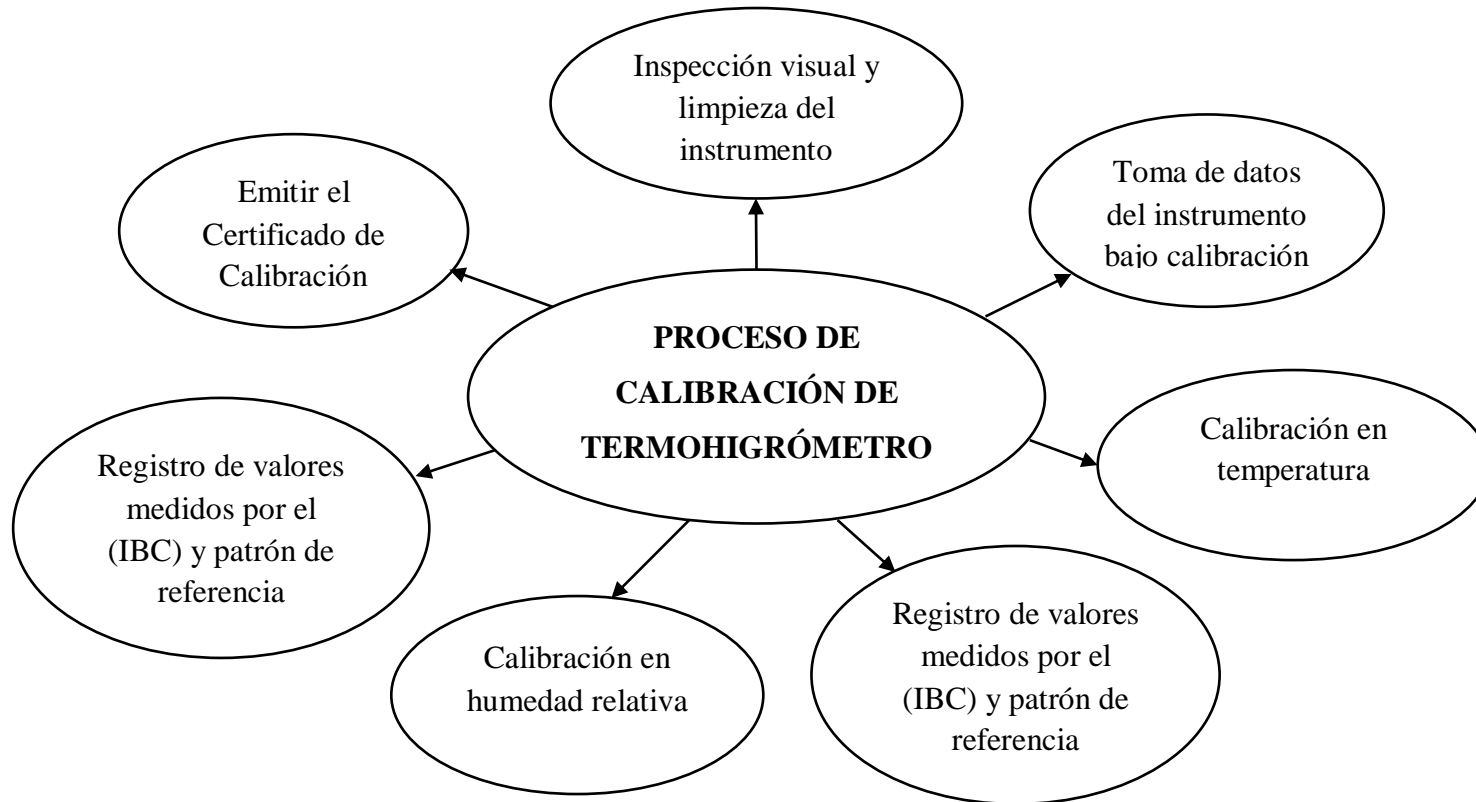 Inspección visual y
limpieza del
instrumento
Toma de datos
del instrumento
bajo calibración
Calibración en
temperatura
Registro de valores
medidos por el
(IBC) y patrón de
referencia
Calibración en
humedad relativa
Registro de valores
medidos por el
(IBC) y patrón de
referencia
Emitir el
Certificado de
Calibración
PROCESO DE
CALIBRACIÓN DE
TERMOHIGRÓMETRO